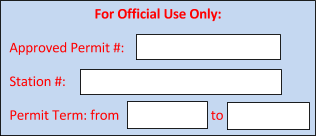 For Official Use Only:
Approved Permit #:
Station #:
Permit Term: from to